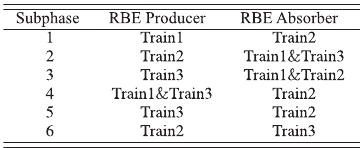 Subphase RBE Producer RBE Absorber
1 Train1 Train2
2 Train2 Train1&Train3
3 Train3 Train1&Train2
4 Train1&Train3 Train2
5 Train3 Train2
6 Train2 Train3